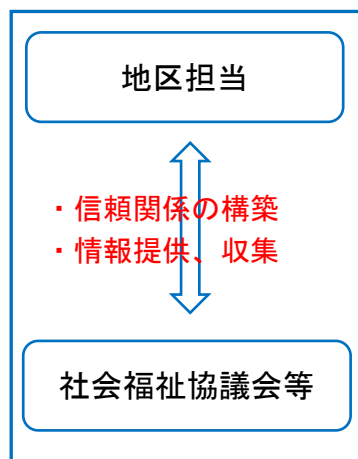 地区担当
・信頼関係の構築
・情報提供、収集
社会福祉協議会等